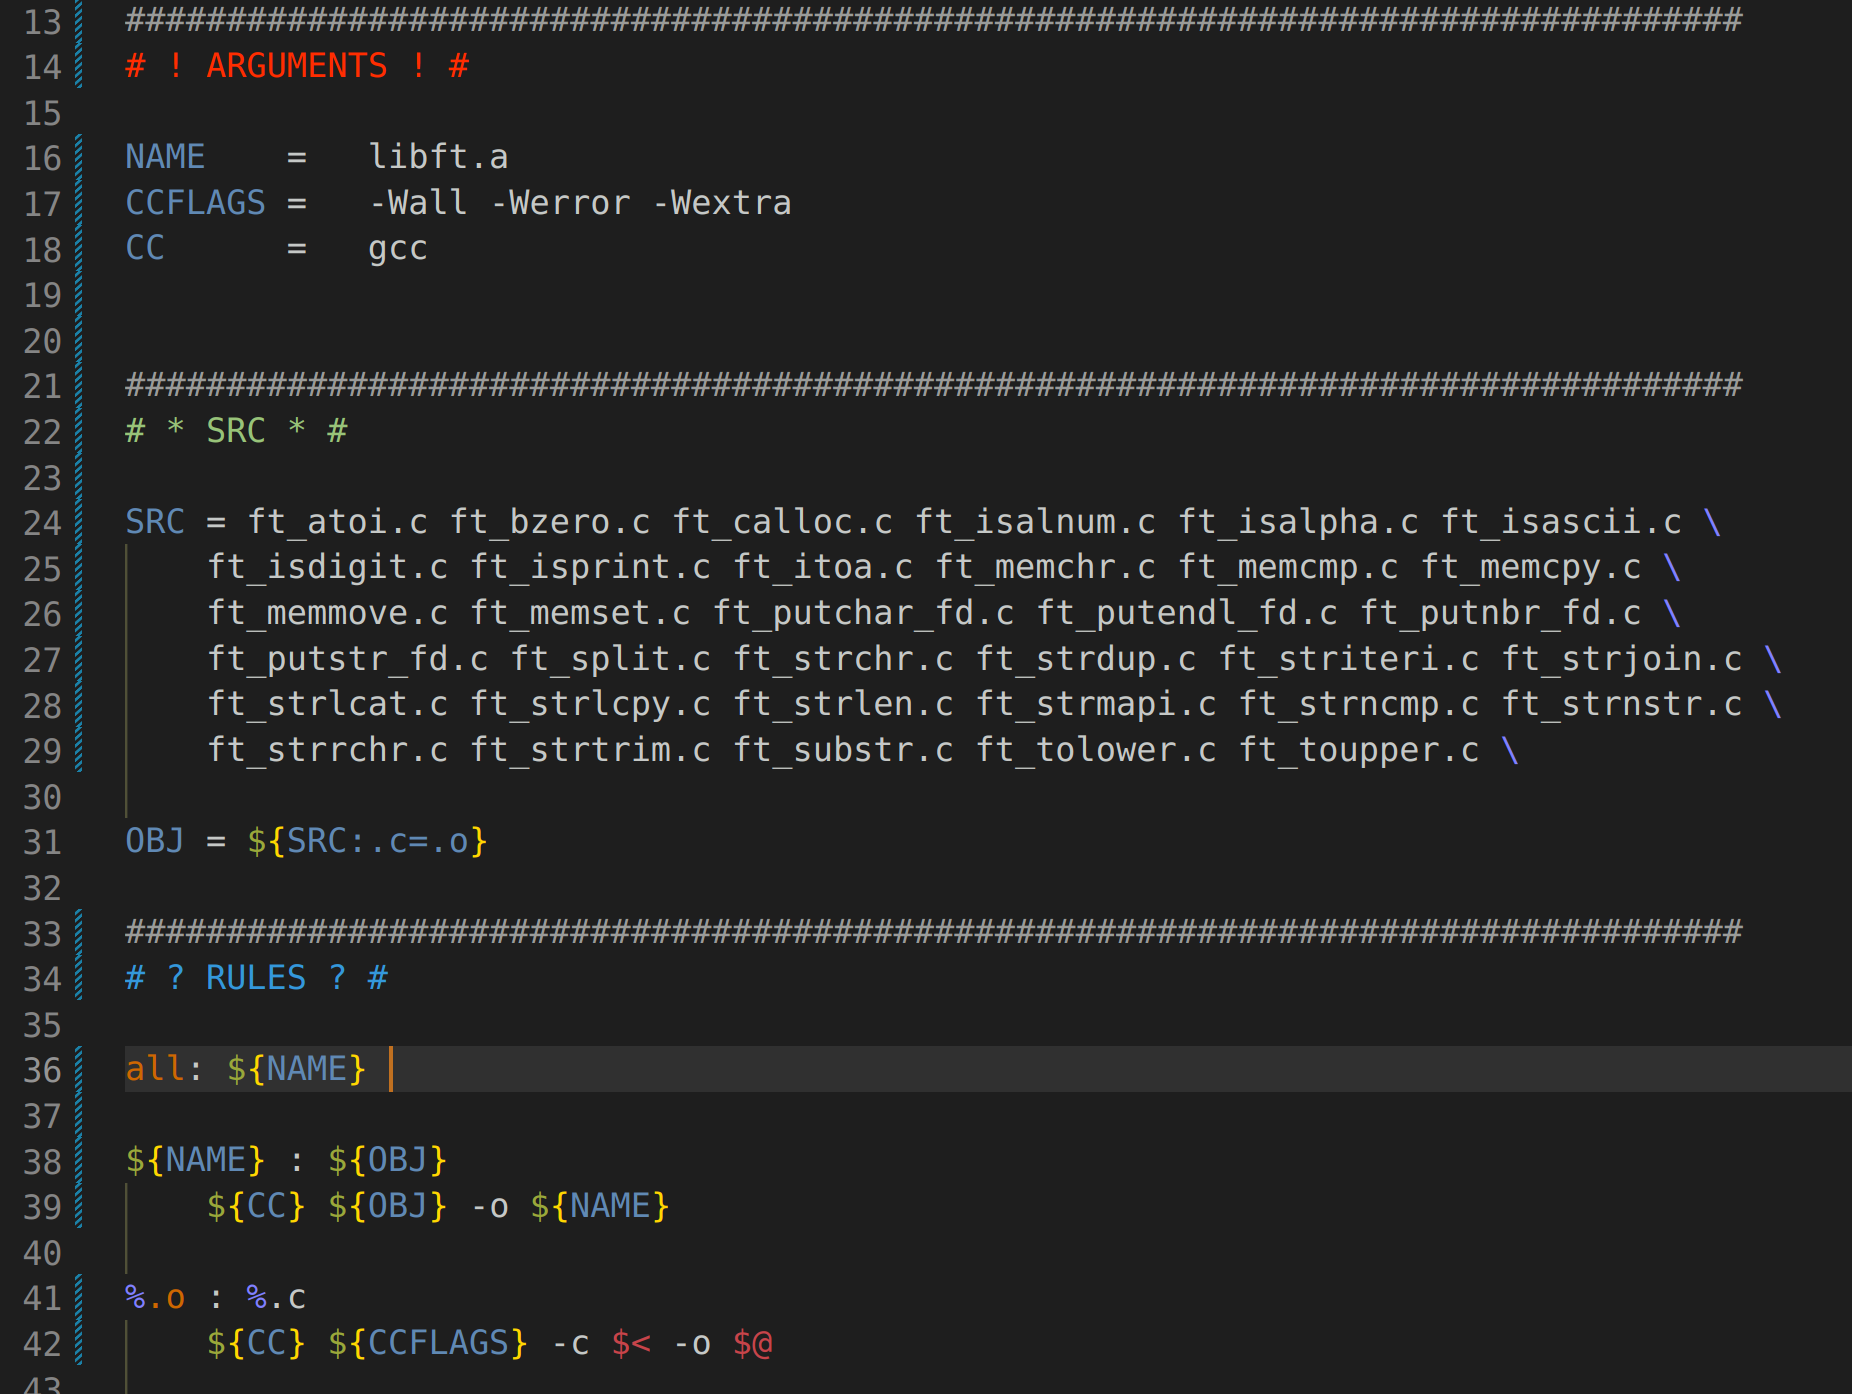 13 ################################################################################
14 # ! ARGUMENTS ! #
15
16 NAME    =   libft.a
17 CCFLAGS =   -Wall -Werror -Wextra
18 CC      =   gcc
19
20
21 ################################################################################
22 # * SRC * #
23
24 SRC = ft_atoi.c ft_bzero.c ft_calloc.c ft_isalnum.c ft_isalpha.c ft_isascii.c \
25     ft_isdigit.c ft_isprint.c ft_itoa.c ft_memchr.c ft_memcmp.c ft_memcpy.c \
26     ft_memmove.c ft_memset.c ft_putchar_fd.c ft_putendl_fd.c ft_putnbr_fd.c \
27     ft_putstr_fd.c ft_split.c ft_strchr.c ft_strdup.c ft_striteri.c ft_strjoin.c \
28     ft_strlcat.c ft_strlcpy.c ft_strlen.c ft_strmapi.c ft_strncmp.c ft_strnstr.c \
29     ft_strrchr.c ft_strtrim.c ft_substr.c ft_tolower.c ft_toupper.c \
30
31 OBJ = ${SRC:.c=.o}
32
33 ################################################################################
34 # ? RULES ? #
35
36 all: ${NAME}
37
38 ${NAME} : ${OBJ}
39     ${CC} ${OBJ} -o ${NAME}
40
41 %.o : %.c
42     ${CC} ${CCFLAGS} -c $< -o $@
43